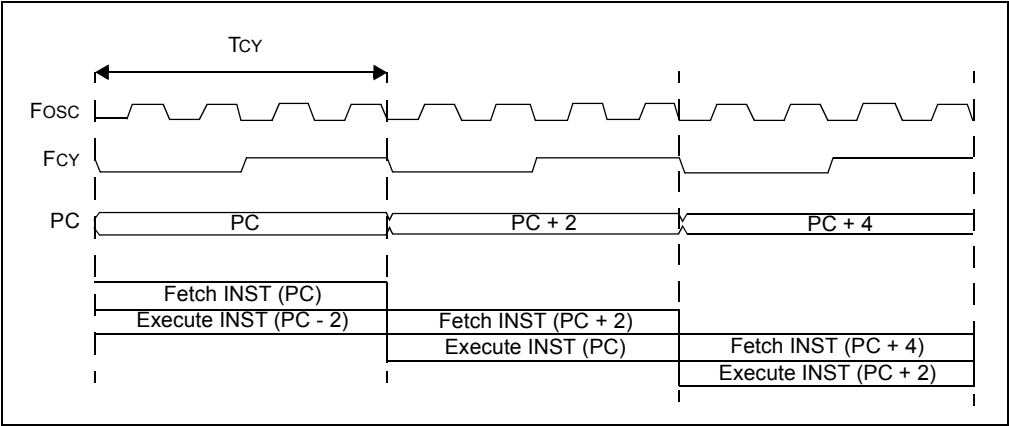 TCY
FOSC
FCY
PC PC PC + 2 PC + 4
Fetch INST (PC)
Execute INST (PC - 2) Fetch INST (PC + 2)
Execute INST (PC) Fetch INST (PC + 4)
Execute INST (PC + 2)